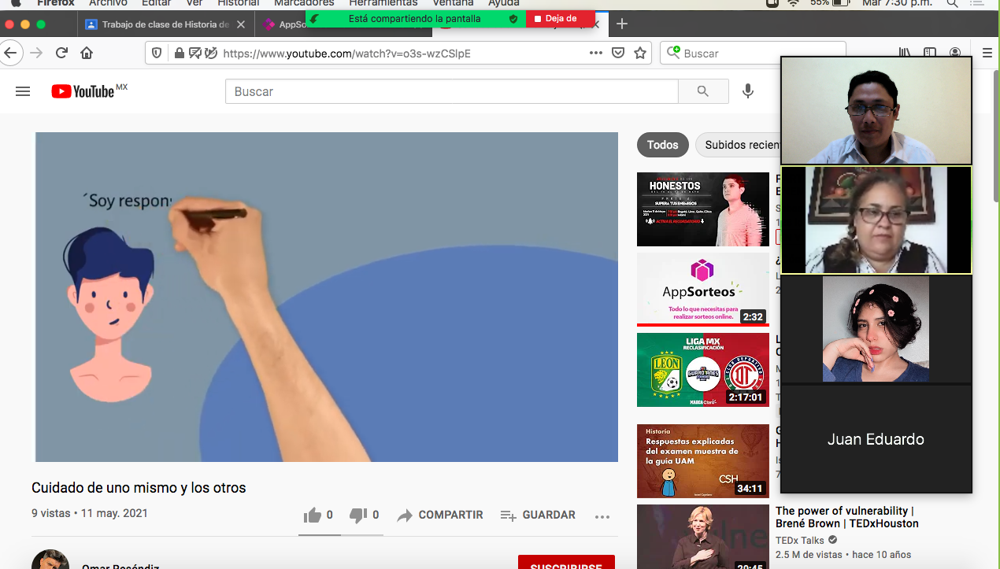 Firefox Archivo Editar Ver Historial Marcadores Herramientas Ventana Ayuda 55% Mar 7:30 p.m.
Está compartiendo la pantalla Deja de
Trabajo de clase de Historia de
https://www.youtube.com/watch?v=o3s-wzCSlpE
Buscar
YouTube MX
Buscar
´Soy respon
Cuidado de uno mismo y los otros
9 vistas • 11 may. 2021
0 0 COMPARTIR GUARDAR
Omar Reséndiz
SUSCRIBIRSE
Todos Subidos recien
HONESTOS
SUPERA TUS ENEMIGOS
AppSorteos
Todo lo que necesitas para
realizar sorteos online.
2:32
LIGA MX
RECLASIFICACIÓN
LEON
GUARD1ANES
MARCA Claro
2:17:01
Historia
Respuestas explicadas
del examen muestra de
la guía UAM
CSH
34:11
The power of vulnerability |
Brené Brown | TEDxHouston
TEDx Talks
2.5 M de vistas • hace 10 años
20:45
Juan Eduardo